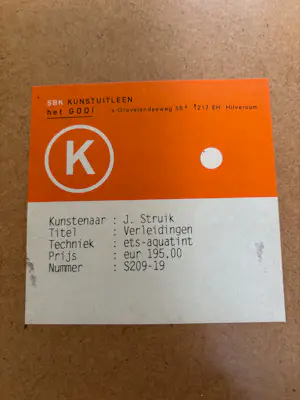 SBK KUNSTUITLEEN
het GOOI s-Gravelandseweg 55A 1217 EH Hilversum
K
Kunstenaar : J. Struik
Titel : Verleidingen
Techniek : ets-aquatint
Prijs : eur 195.00
Nummer : S209-19